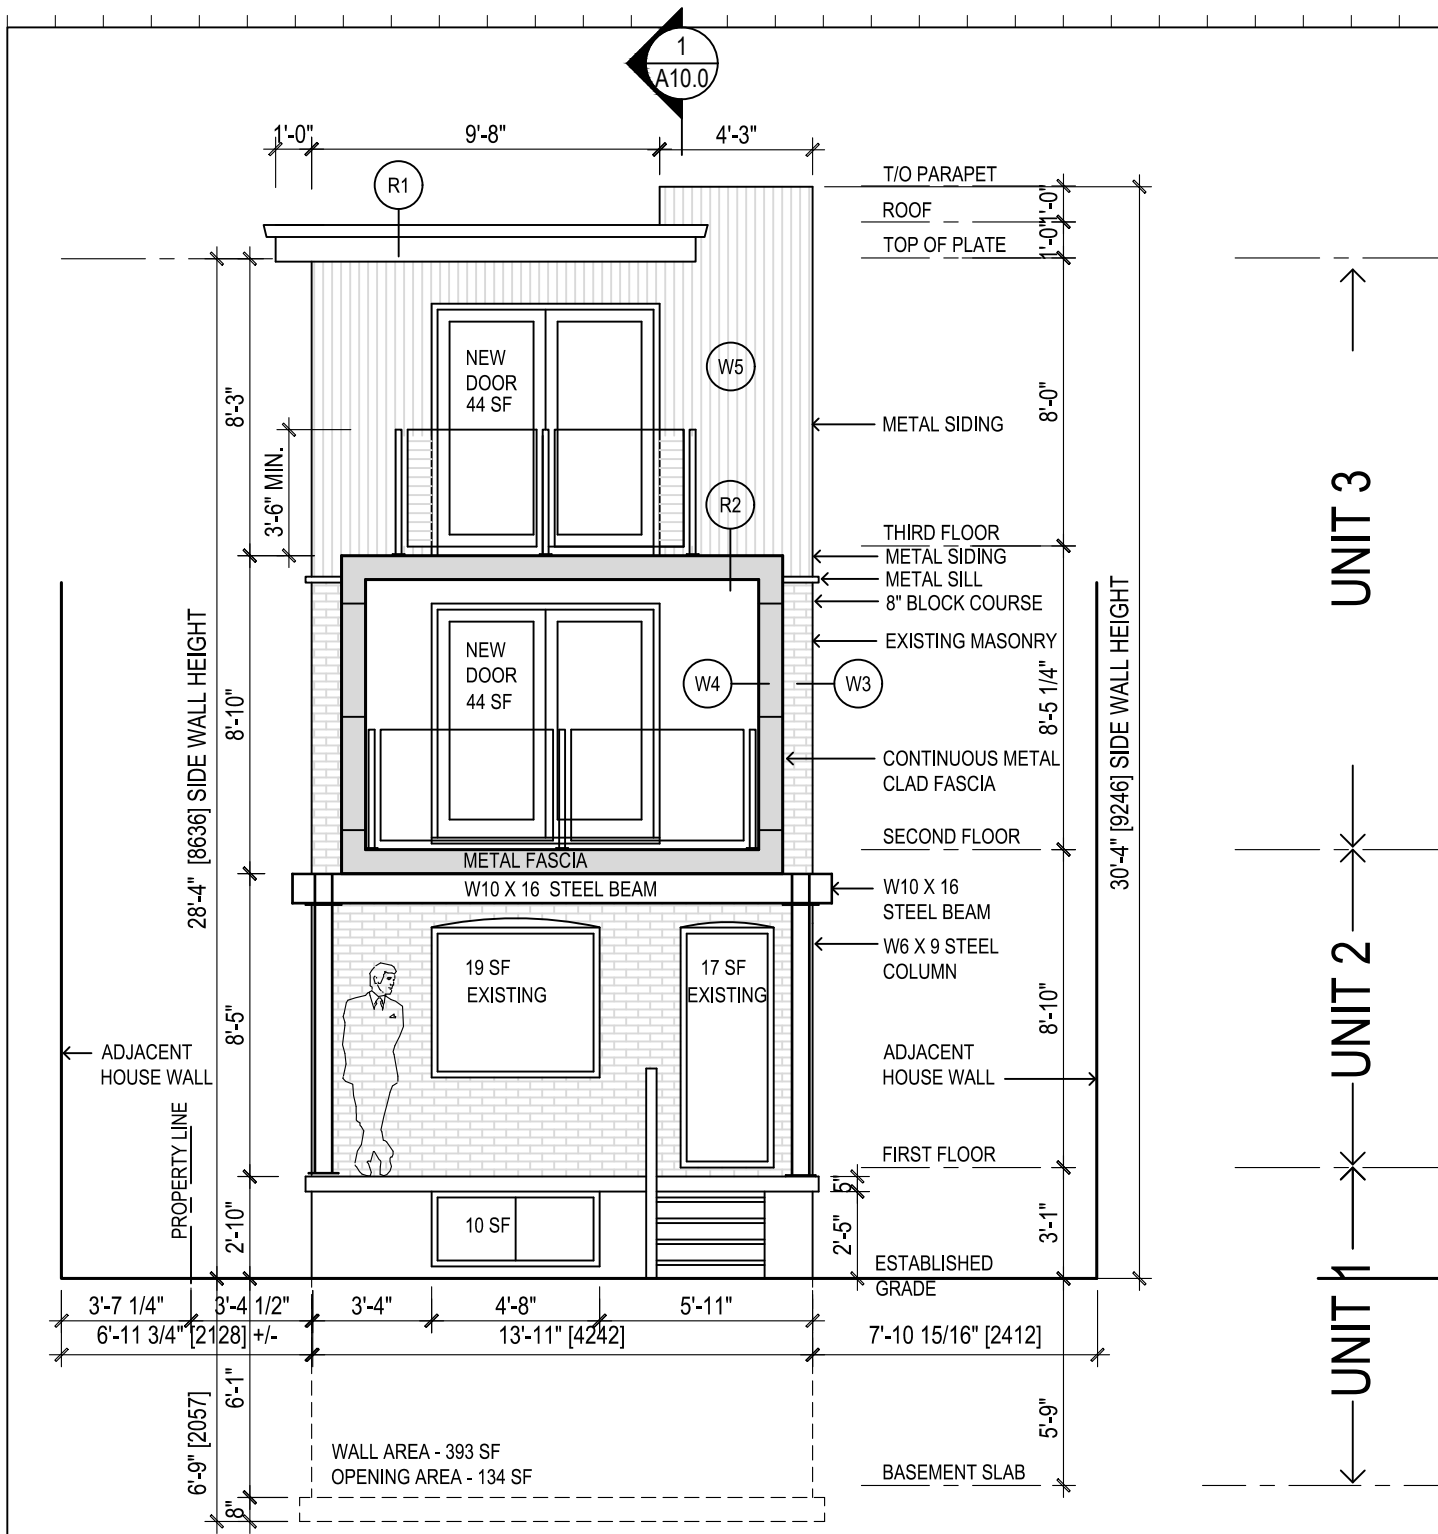 1
A10.0
1'-0"
9'-8"
4'-3"
R1
T/O PARAPET
ROOF
TOP OF PLATE
1'-0"
1'-0"
NEW
DOOR
44 SF
W5
8'-3"
8'-0"
METAL SIDING
3'-6" MIN.
R2
UNIT 3
THIRD FLOOR
METAL SIDING
METAL SILL
8" BLOCK COURSE
EXISTING MASONRY
NEW
DOOR
44 SF
W4
W3
28'-4" [8636] SIDE WALL HEIGHT
8'-10"
8'-5 1/4"
30'-4" [9246] SIDE WALL HEIGHT
CONTINUOUS METAL
CLAD FASCIA
SECOND FLOOR
METAL FASCIA
W10 X 16 STEEL BEAM
W10 X 16
STEEL BEAM
W6 X 9 STEEL
COLUMN
19 SF
EXISTING
17 SF
EXISTING
8'-5"
8'-10"
UNIT 2
ADJACENT
HOUSE WALL
ADJACENT
HOUSE WALL
PROPERTY LINE
FIRST FLOOR
5"
2'-10"
10 SF
2'-5"
3'-1"
ESTABLISHED
GRADE
3'-7 1/4"
3'-4 1/2"
3'-4"
4'-8"
5'-11"
6'-11 3/4" [2128] +/-
13'-11" [4242]
7'-10 15/16" [2412]
UNIT 1
6'-1"
6'-9" [2057]
5'-9"
WALL AREA - 393 SF
OPENING AREA - 134 SF
BASEMENT SLAB
8"